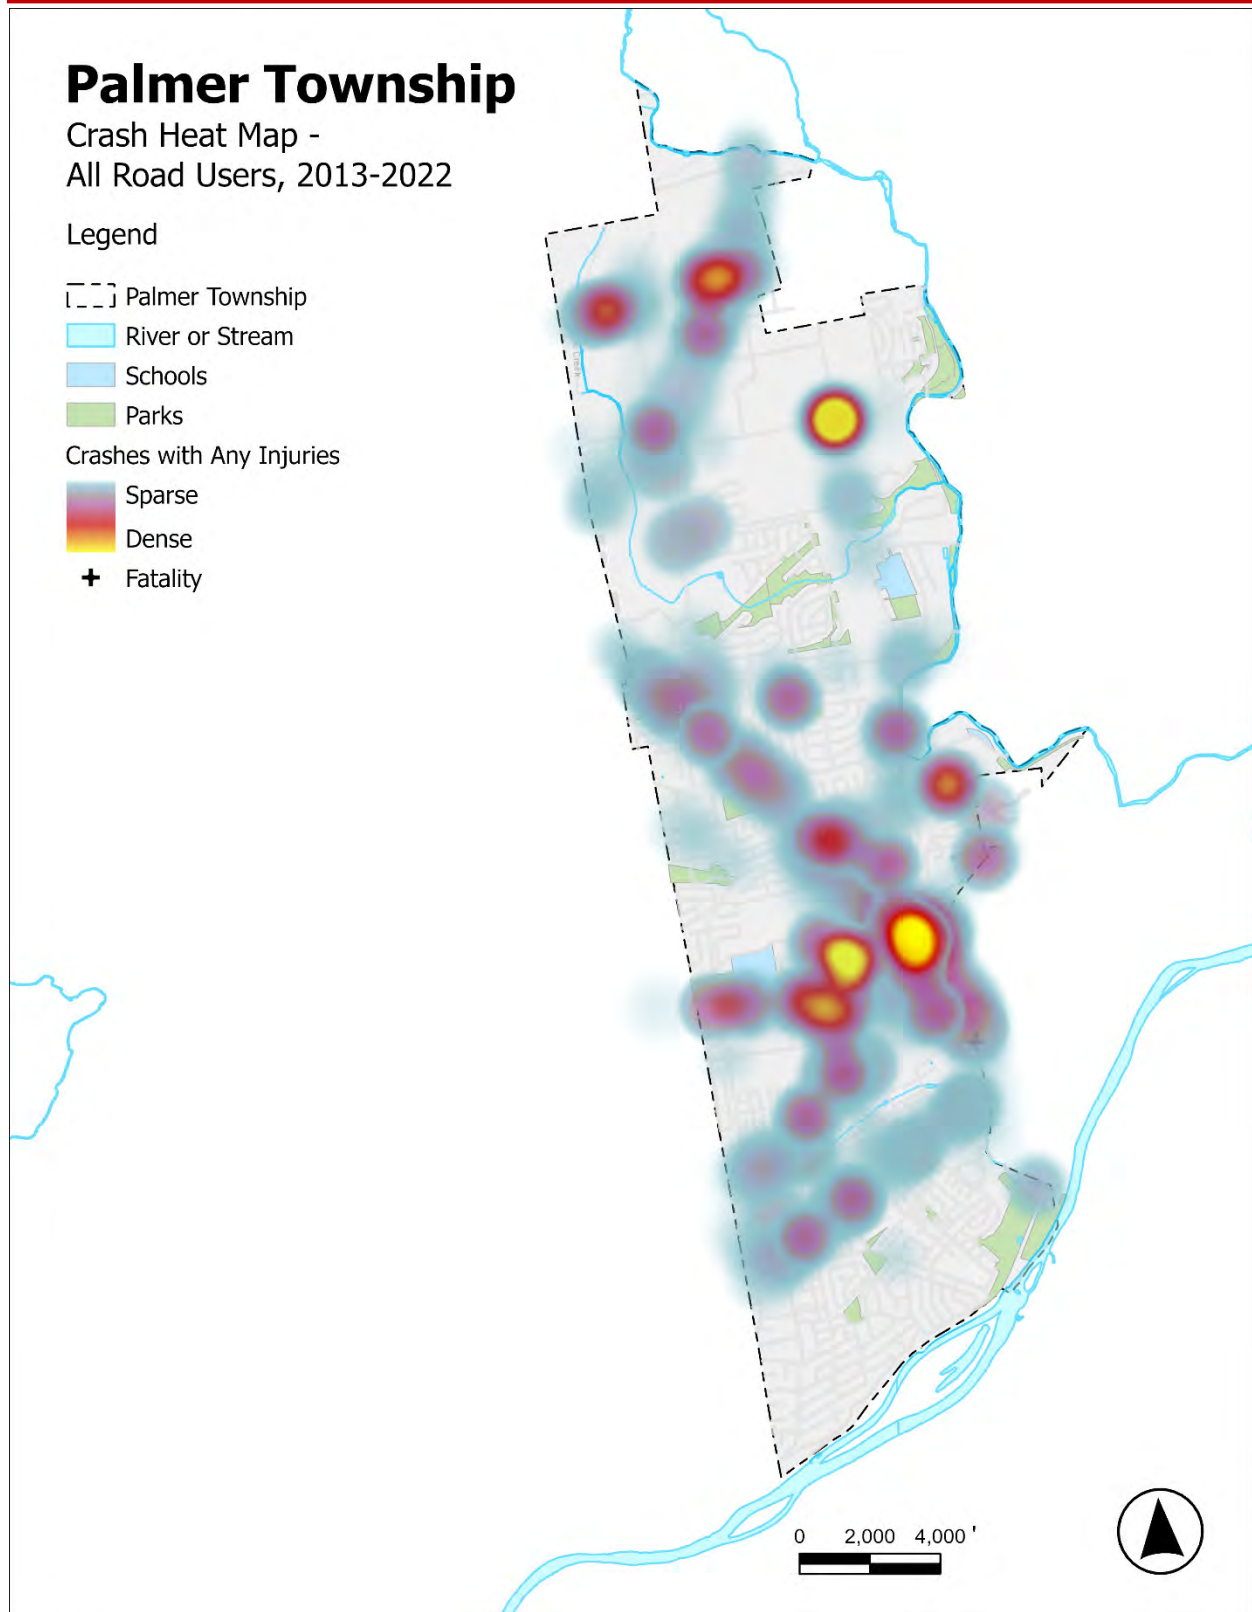 Palmer Township
Crash Heat Map -
All Road Users, 2013-2022
Legend
Palmer Township
River or Stream
Schools
Parks
Crashes with Any Injuries
Sparse
Dense
Fatality
Creek
0 2,000 4,000 '